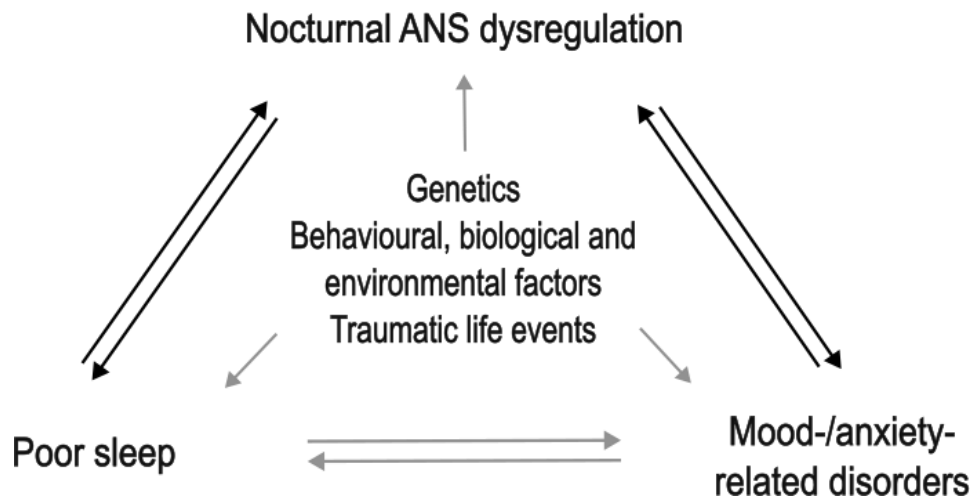 Nocturnal ANS dysregulation
Genetics
Behavioural, biological and
environmental factors
Traumatic life events
Poor sleep
Mood-/anxiety-
related disorders